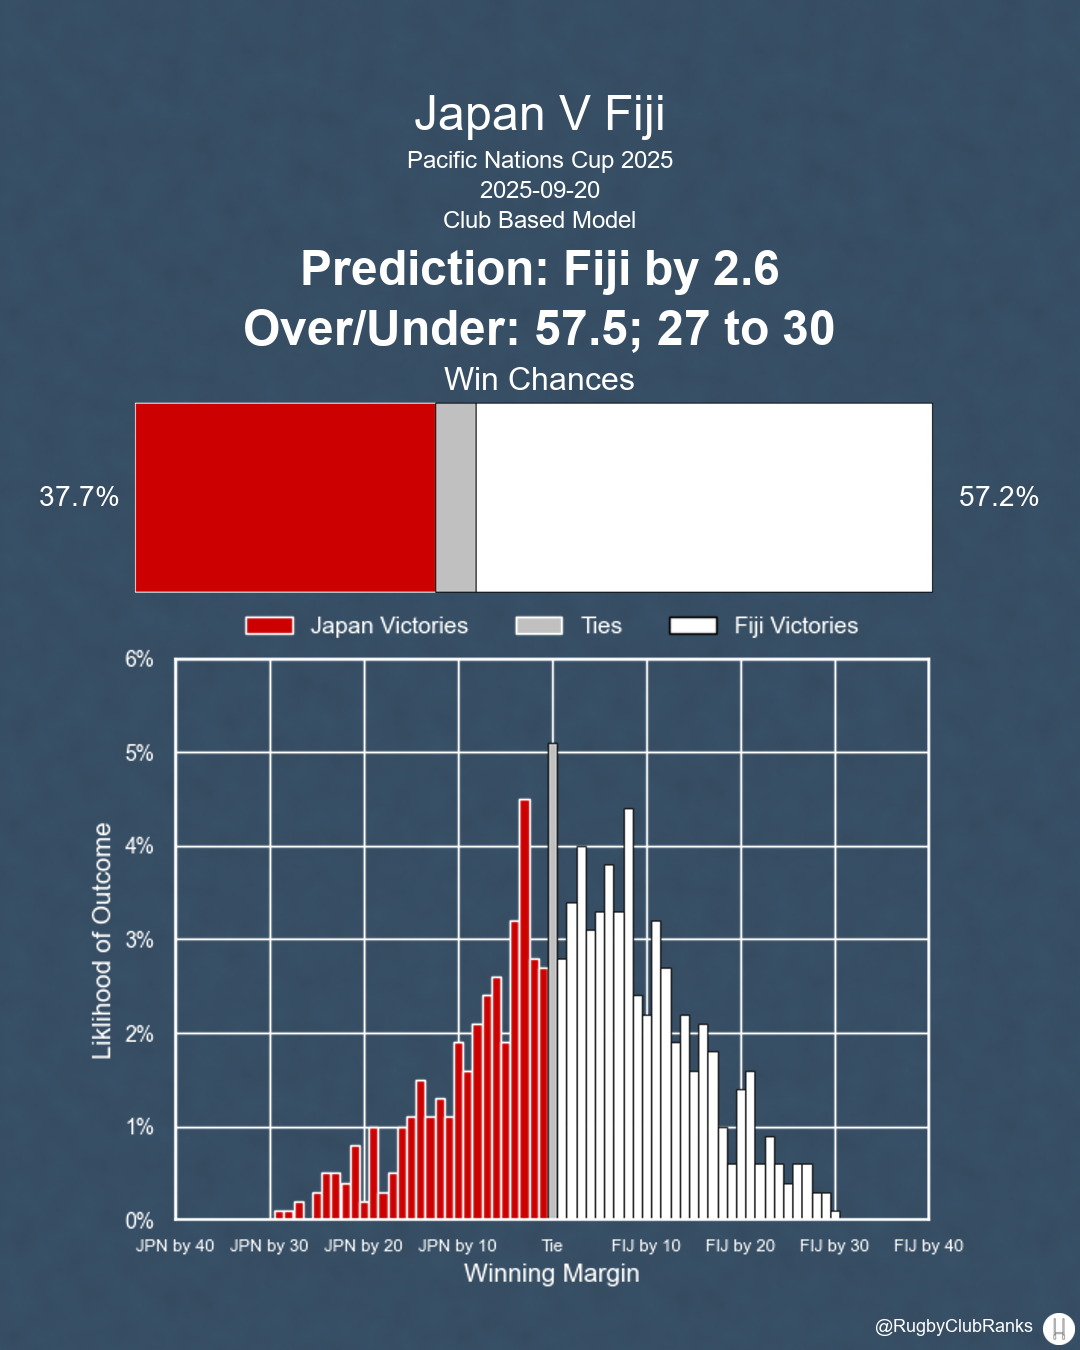 Japan V Fiji
Pacific Nations Cup 2025
2025-09-20
Club Based Model
Prediction: Fiji by 2.6
Over/Under: 57.5; 27 to 30
Win Chances
37.7%
57.2%
Japan Victories
Ties
Fiji Victories
6%
5%
4%
3%
2%
1%
0%
Liklihood of Outcome
JPN by 40 JPN by 30 JPN by 20 JPN by 10 Tie FIJ by 10 FIJ by 20 FIJ by 30 FIJ by 40
Winning Margin
@RugbyClubRanks